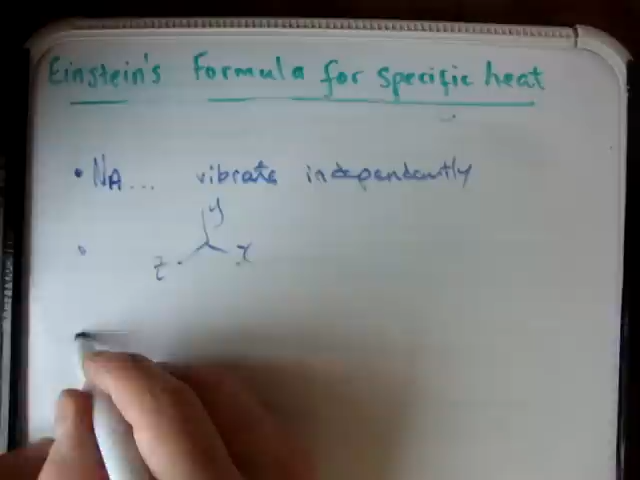 Einstein's Formula for specific heat
• NA... vibrate independently
y
• z x